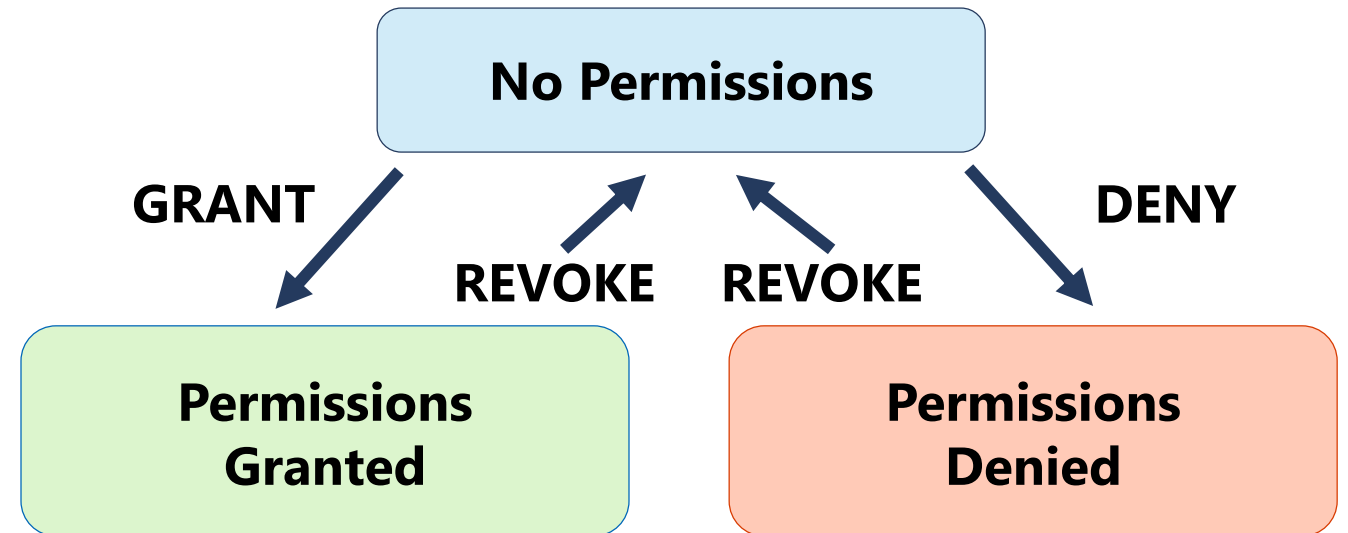 No Permissions
GRANT
DENY
REVOKE
REVOKE
Permissions
Granted
Permissions
Denied